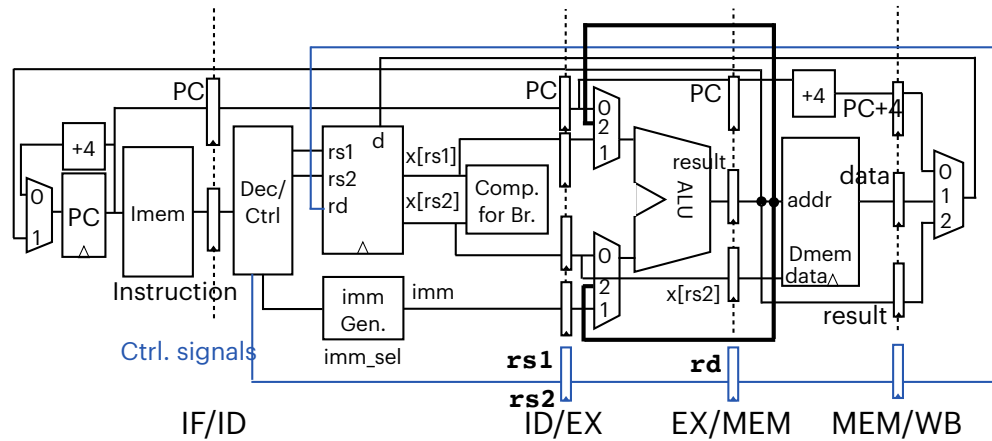 PC
PC
PC
+4
PC+4
0
2
1
+4
d
rs1
rs2
rd
x[rs1]
x[rs2]
result
data
0
1
2
Dec/
Ctrl
Comp.
for Br.
ALU
addr
0
1
PC
Imem
0
2
1
Dmem
data
x[rs2]
Instruction
imm
Gen.
imm
result
imm_sel
Ctrl. signals
rs1
rs2
rd
IF/ID
ID/EX
EX/MEM
MEM/WB